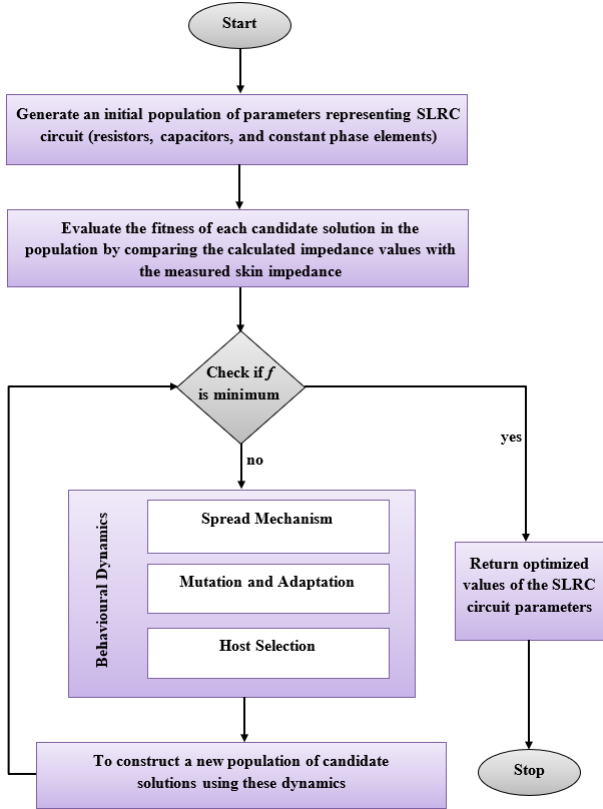 Start
Generate an initial population of parameters representing SLRC
circuit (resistors, capacitors, and constant phase elements)
Evaluate the fitness of each candidate solution in the
population by comparing the calculated impedance values with
the measured skin impedance
Check if f
is minimum
yes
no
Behavioural Dynamics
Spread Mechanism
Mutation and Adaptation
Host Selection
Return optimized
values of the SLRC
circuit parameters
To construct a new population of candidate
solutions using these dynamics
Stop